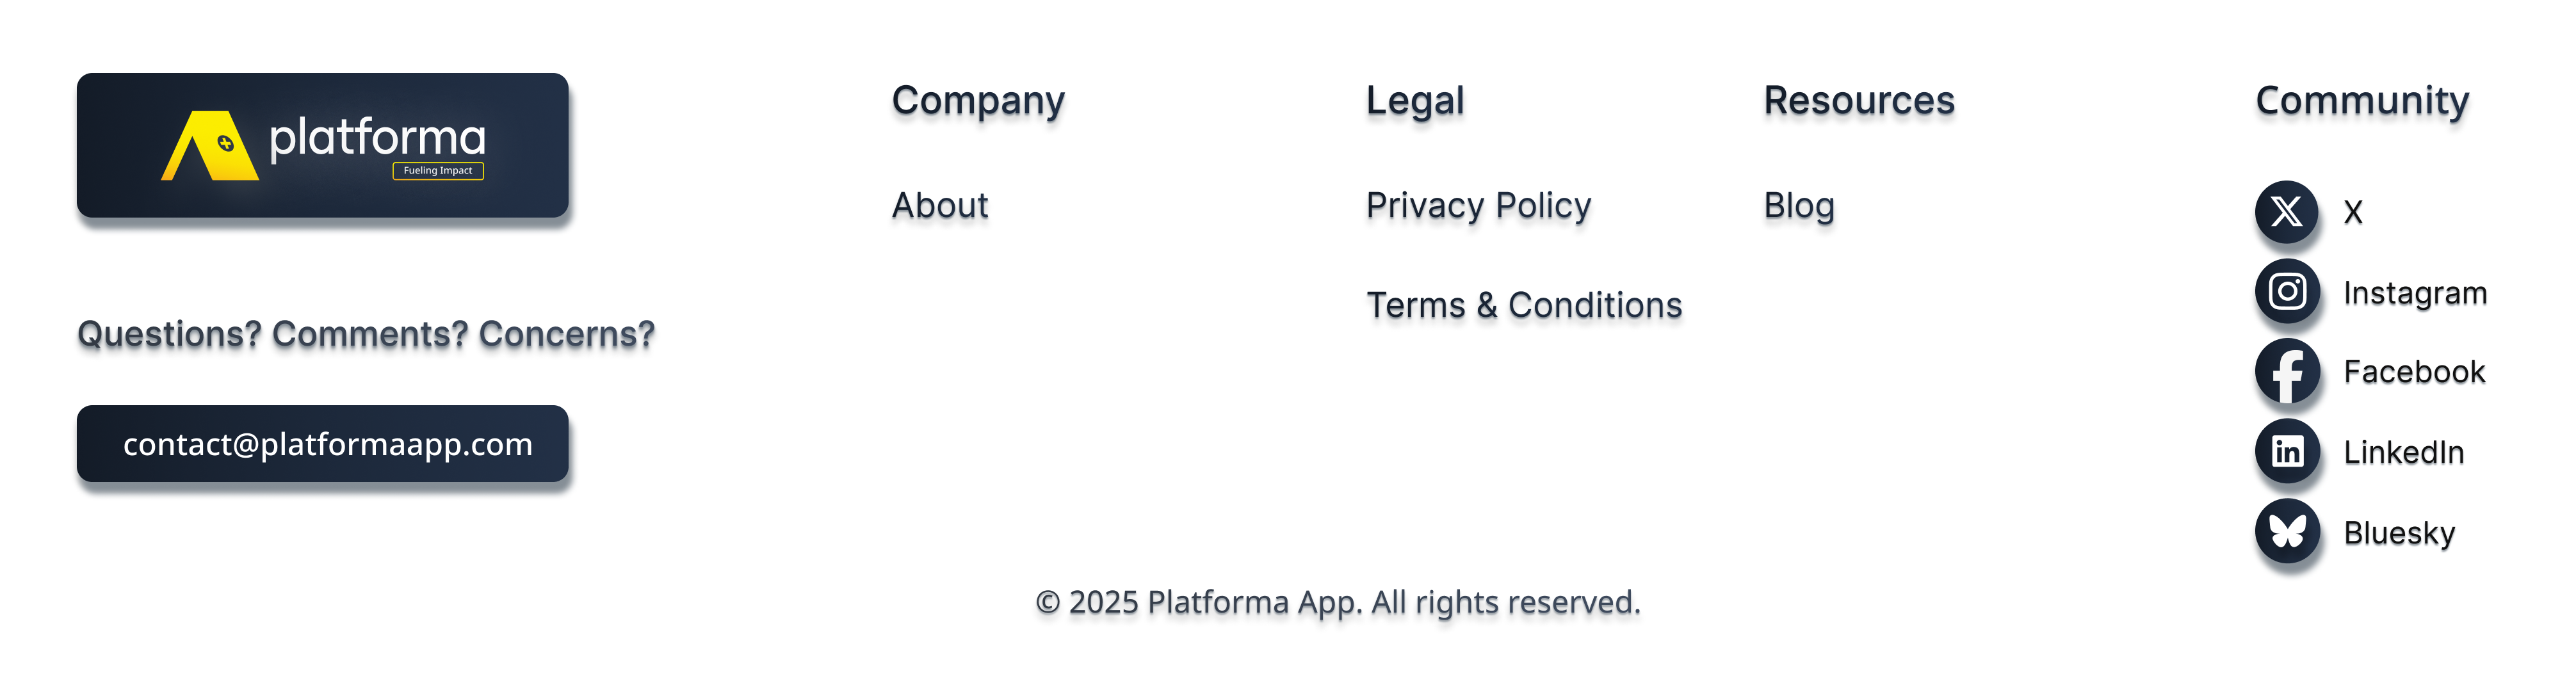 platforma
Fueling Impact
Questions? Comments? Concerns?
contact@platformaapp.com
Company
About
Legal
Privacy Policy
Terms & Conditions
Resources
Blog
Community
X
Instagram
Facebook
LinkedIn
Bluesky
© 2025 Platforma App. All rights reserved.